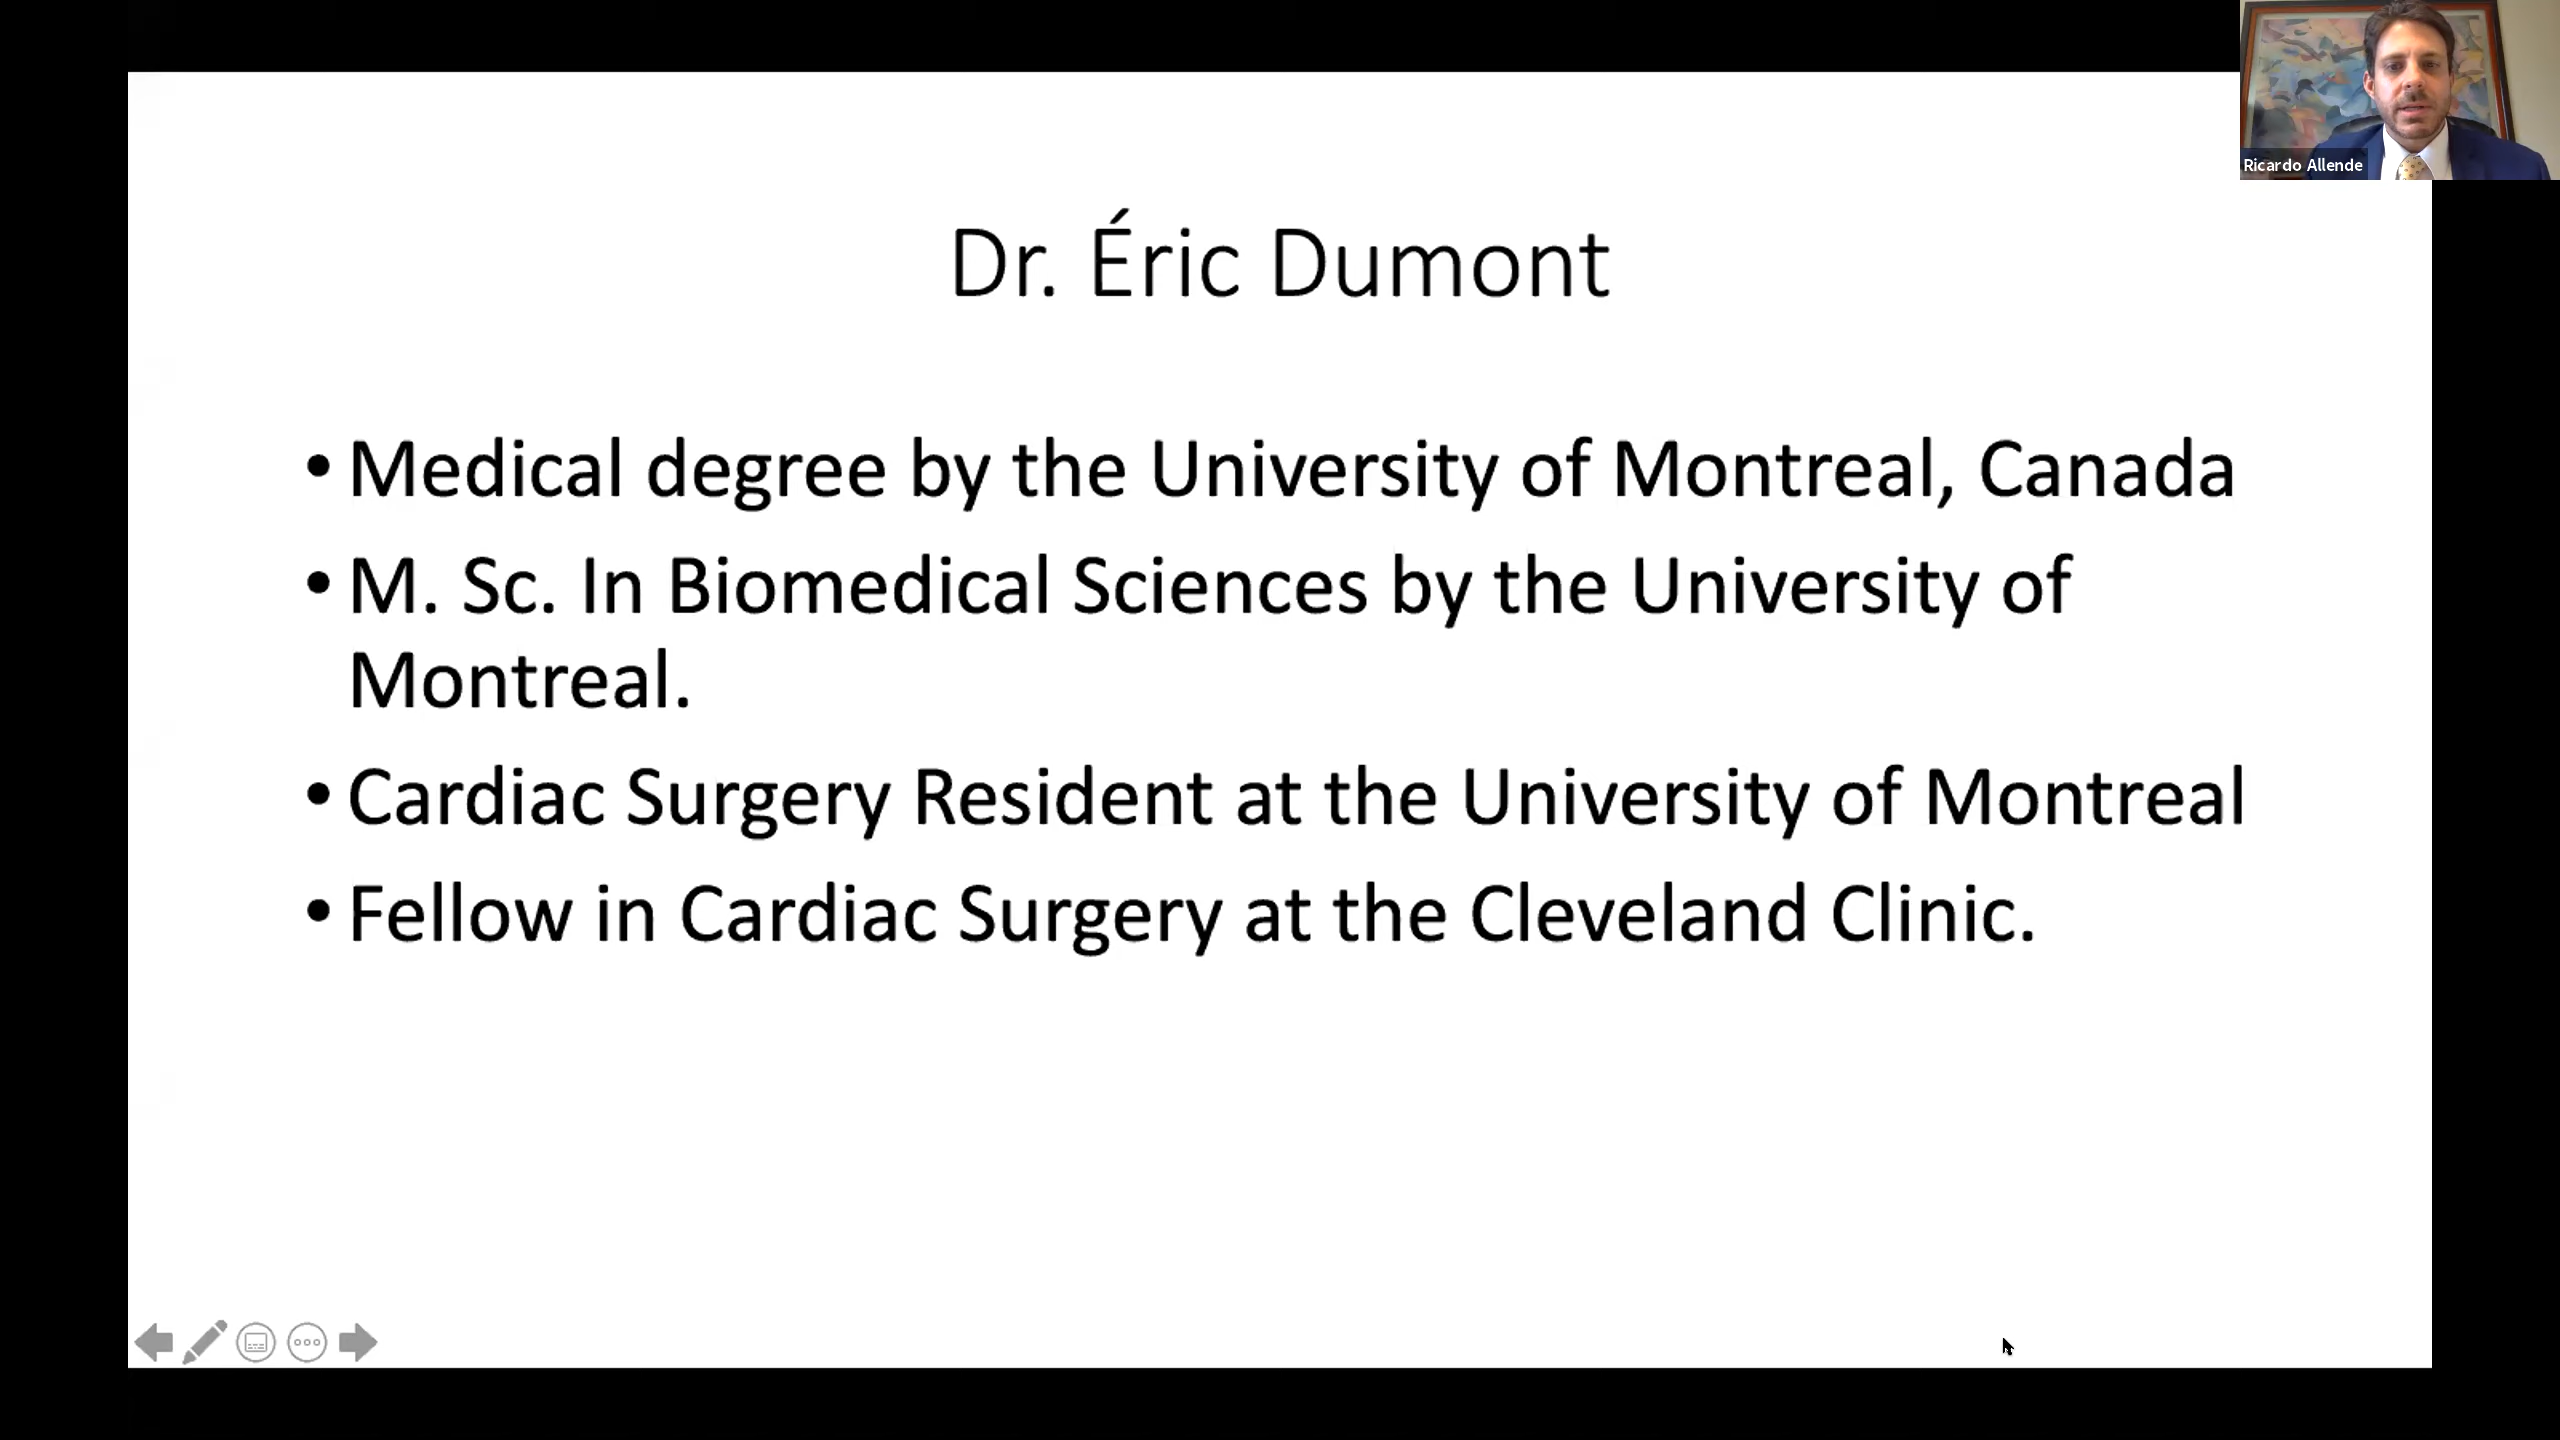 Ricardo Allende
Dr. Éric Dumont
• Medical degree by the University of Montreal, Canada
• M. Sc. In Biomedical Sciences by the University of
Montreal.
• Cardiac Surgery Resident at the University of Montreal
• Fellow in Cardiac Surgery at the Cleveland Clinic.